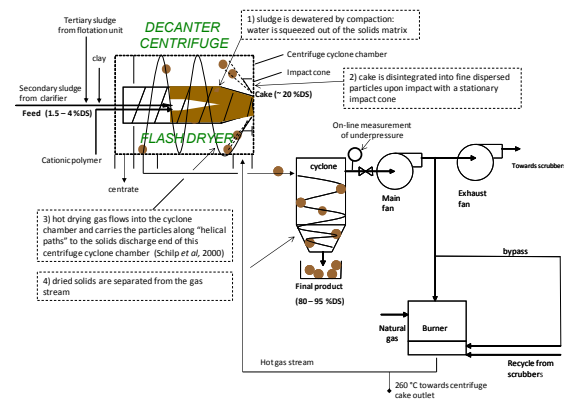 Tertiary sludge
from flotation unit
DECANTER
CENTRIFUGE
1) sludge is dewatered by compaction:
water is squeezed out of the solids matrix
clay
Centrifuge cyclone chamber
Impact cone
2) cake is disintegrated into fine dispersed
particles upon impact with a stationary
impact cone
Secondary sludge
from clarifier
Feed (1.5 – 4 %DS)
Cake (~ 20 %DS)
FLASH DRYER
On-line measurement
of underpressure
Cationic polymer
centrate
cyclone
Main
fan
Exhaust
fan
Towards scrubbers
3) hot drying gas flows into the cyclone
chamber and carries the particles along "helical
paths" to the solids discharge end of this
centrifuge cyclone chamber (Schilp et al, 2000)
4) dried solids are separated from the gas
stream
bypass
Final product
(80 – 95 %DS)
Natural
gas
Burner
Hot gas stream
Recycle from
scrubbers
260 °C towards centrifuge
cake outlet